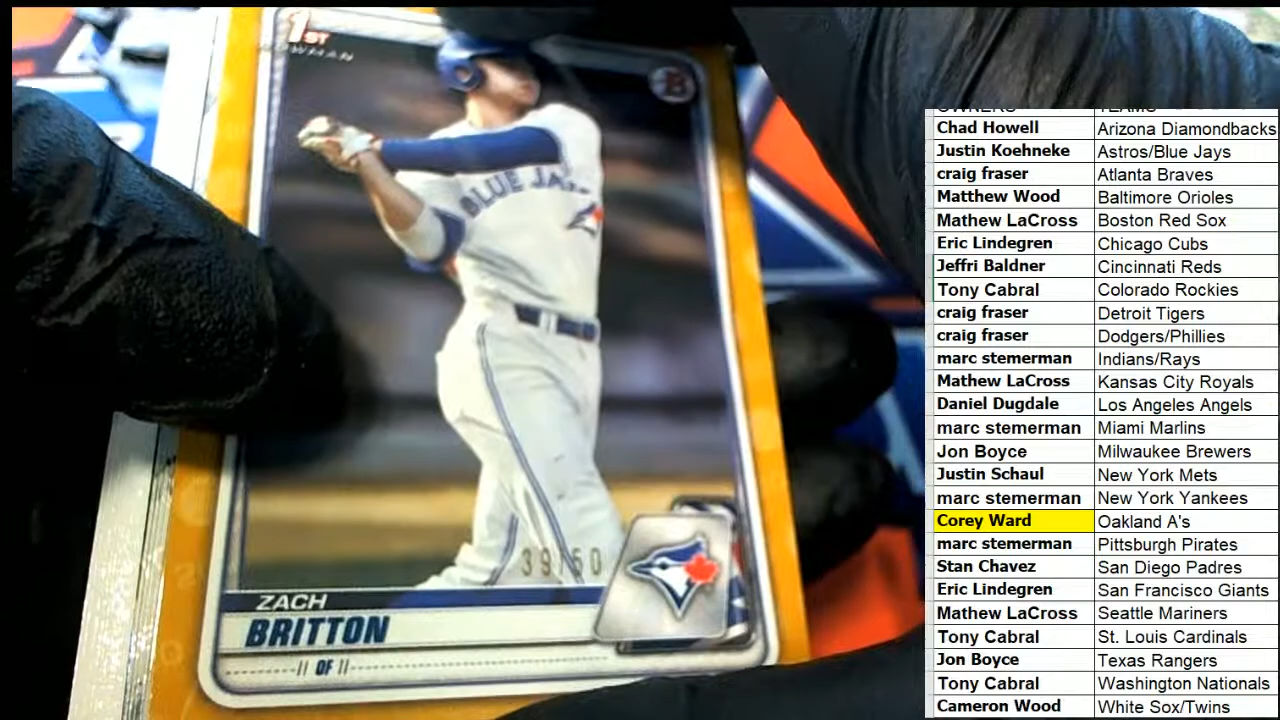 1ST
BOWMAN
B
BLUE JA
39/50
ZACH
BRITTON
OF
OWNERS TEAMS
Chad Howell Arizona Diamondbacks
Justin Koehneke Astros/Blue Jays
craig fraser Atlanta Braves
Matthew Wood Baltimore Orioles
Mathew LaCross Boston Red Sox
Eric Lindegren Chicago Cubs
Jeffri Baldner Cincinnati Reds
Tony Cabral Colorado Rockies
craig fraser Detroit Tigers
craig fraser Dodgers/Phillies
marc stemerman Indians/Rays
Mathew LaCross Kansas City Royals
Daniel Dugdale Los Angeles Angels
marc stemerman Miami Marlins
Jon Boyce Milwaukee Brewers
Justin Schaul New York Mets
marc stemerman New York Yankees
Corey Ward Oakland A's
marc stemerman Pittsburgh Pirates
Stan Chavez San Diego Padres
Eric Lindegren San Francisco Giants
Mathew LaCross Seattle Mariners
Tony Cabral St. Louis Cardinals
Jon Boyce Texas Rangers
Tony Cabral Washington Nationals
Cameron Wood White Sox/Twins